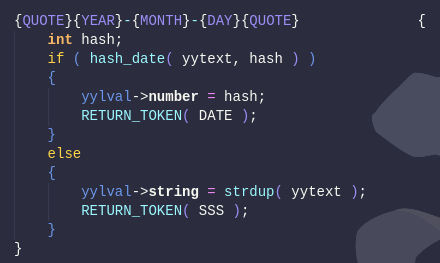 {QUOTE}{YEAR}-{MONTH}-{DAY}{QUOTE}              {
    int hash;
    if ( hash_date( yytext, hash ) )
    {
        yylval->number = hash;
        RETURN_TOKEN( DATE );
    }
    else
    {
        yylval->string = strdup( yytext );
        RETURN_TOKEN( SSS );
    }
}